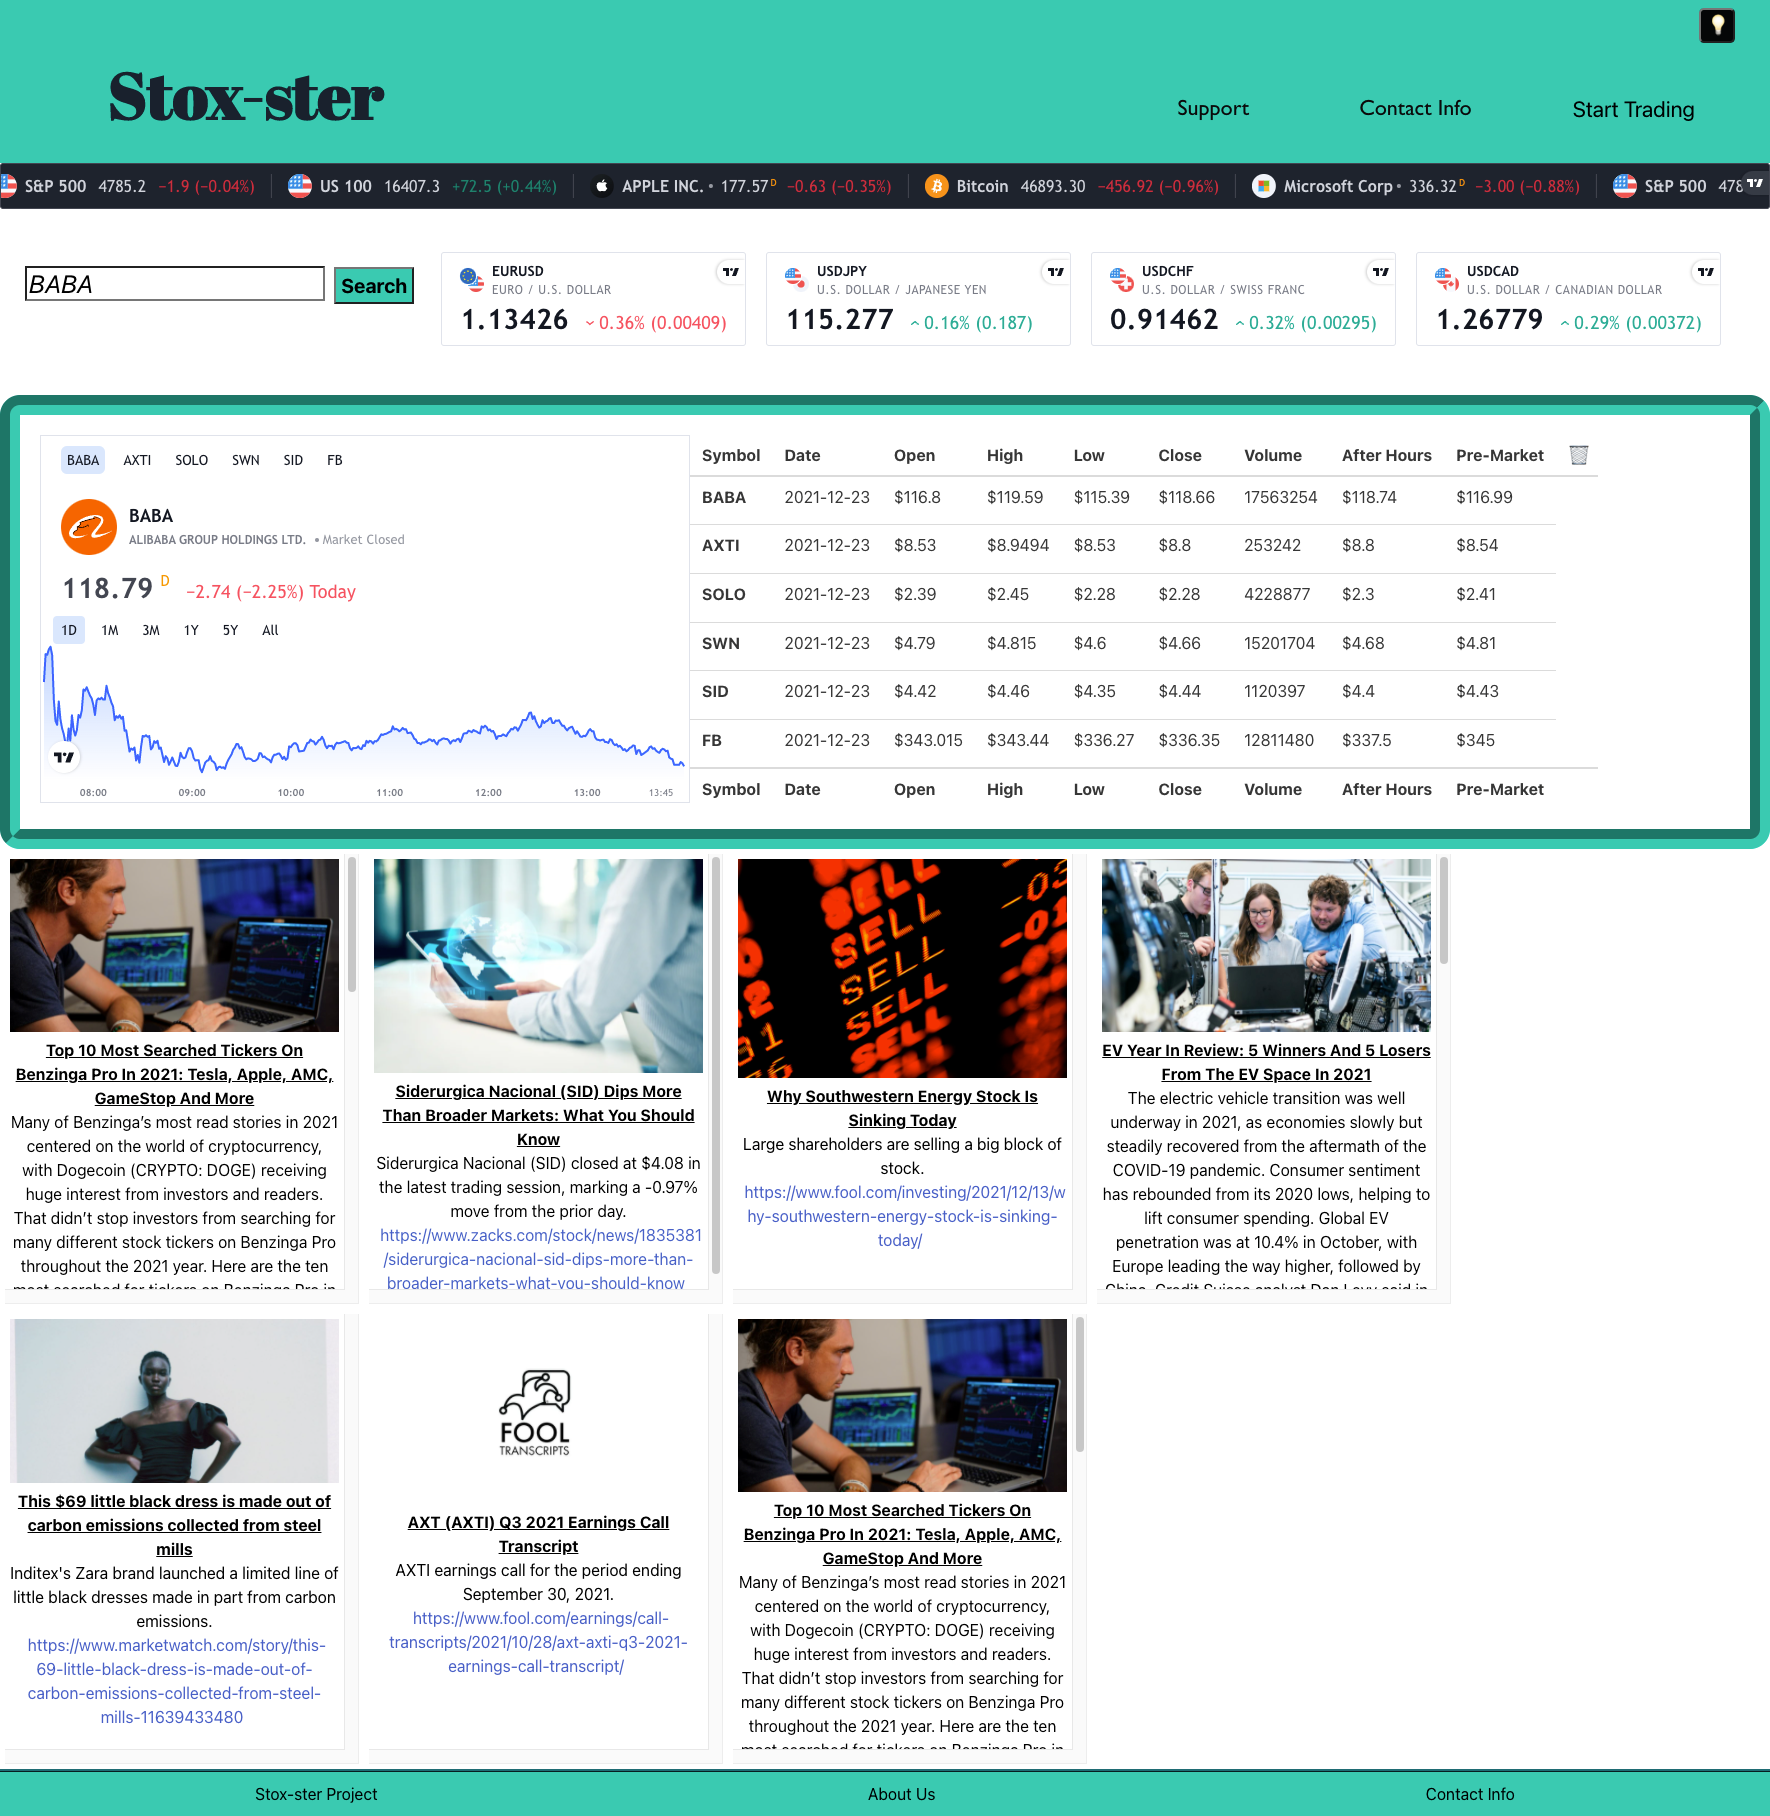 Stox-ster
Support Contact Info Start Trading
S&P 500 4785.2 −1.9 (−0.04%) US 100 16407.3 +72.5 (+0.44%) APPLE INC. • 177.57 D −0.63 (−0.35%) Bitcoin 46893.30 −456.92 (−0.96%) Microsoft Corp • 336.32 D −3.00 (−0.88%) S&P 500 478
BABA Search
EURUSD
EURO / U.S. DOLLAR
1.13426 0.36% (0.00409)
USDJPY
U.S. DOLLAR / JAPANESE YEN
115.277 0.16% (0.187)
USDCHF
U.S. DOLLAR / SWISS FRANC
0.91462 0.32% (0.00295)
USDCAD
U.S. DOLLAR / CANADIAN DOLLAR
1.26779 0.29% (0.00372)
BABA AXTI SOLO SWN SID FB
BABA
ALIBABA GROUP HOLDINGS LTD. • Market Closed
118.79 D −2.74 (−2.25%) Today
1D 1M 3M 1Y 5Y All
08:00 09:00 10:00 11:00 12:00 13:00 13:45
Symbol Date Open High Low Close Volume After Hours Pre-Market
BABA 2021-12-23 $116.8 $119.59 $115.39 $118.66 17563254 $118.74 $116.99
AXTI 2021-12-23 $8.53 $8.9494 $8.53 $8.8 253242 $8.8 $8.54
SOLO 2021-12-23 $2.39 $2.45 $2.28 $2.28 4228877 $2.3 $2.41
SWN 2021-12-23 $4.79 $4.815 $4.6 $4.66 15201704 $4.68 $4.81
SID 2021-12-23 $4.42 $4.46 $4.35 $4.44 1120397 $4.4 $4.43
FB 2021-12-23 $343.015 $343.44 $336.27 $336.35 12811480 $337.5 $345
Symbol Date Open High Low Close Volume After Hours Pre-Market
Top 10 Most Searched Tickers On
Benzinga Pro In 2021: Tesla, Apple, AMC,
GameStop And More
Many of Benzinga’s most read stories in 2021
centered on the world of cryptocurrency,
with Dogecoin (CRYPTO: DOGE) receiving
huge interest from investors and readers.
That didn’t stop investors from searching for
many different stock tickers on Benzinga Pro
throughout the 2021 year. Here are the ten
most searched for tickers on Benzinga Pro in
Siderurgica Nacional (SID) Dips More
Than Broader Markets: What You Should
Know
Siderurgica Nacional (SID) closed at $4.08 in
the latest trading session, marking a -0.97%
move from the prior day.
https://www.zacks.com/stock/news/1835381
/siderurgica-nacional-sid-dips-more-than-
broader-markets-what-you-should-know
SELL
SELL
SELL
SELL
SELL
SELL
Why Southwestern Energy Stock Is
Sinking Today
Large shareholders are selling a big block of
stock.
https://www.fool.com/investing/2021/12/13/w
hy-southwestern-energy-stock-is-sinking-
today/
EV Year In Review: 5 Winners And 5 Losers
From The EV Space In 2021
The electric vehicle transition was well
underway in 2021, as economies slowly but
steadily recovered from the aftermath of the
COVID-19 pandemic. Consumer sentiment
has rebounded from its 2020 lows, helping to
lift consumer spending. Global EV
penetration was at 10.4% in October, with
Europe leading the way higher, followed by
China, Credit Suisse analyst Dan Levy said in
This $69 little black dress is made out of
carbon emissions collected from steel
mills
Inditex's Zara brand launched a limited line of
little black dresses made in part from carbon
emissions.
https://www.marketwatch.com/story/this-
69-little-black-dress-is-made-out-of-
carbon-emissions-collected-from-steel-
mills-11639433480
FOOL
TRANSCRIPTS
AXT (AXTI) Q3 2021 Earnings Call
Transcript
AXTI earnings call for the period ending
September 30, 2021.
https://www.fool.com/earnings/call-
transcripts/2021/10/28/axt-axti-q3-2021-
earnings-call-transcript/
Top 10 Most Searched Tickers On
Benzinga Pro In 2021: Tesla, Apple, AMC,
GameStop And More
Many of Benzinga’s most read stories in 2021
centered on the world of cryptocurrency,
with Dogecoin (CRYPTO: DOGE) receiving
huge interest from investors and readers.
That didn’t stop investors from searching for
many different stock tickers on Benzinga Pro
throughout the 2021 year. Here are the ten
most searched for tickers on Benzinga Pro in
Stox-ster Project About Us Contact Info